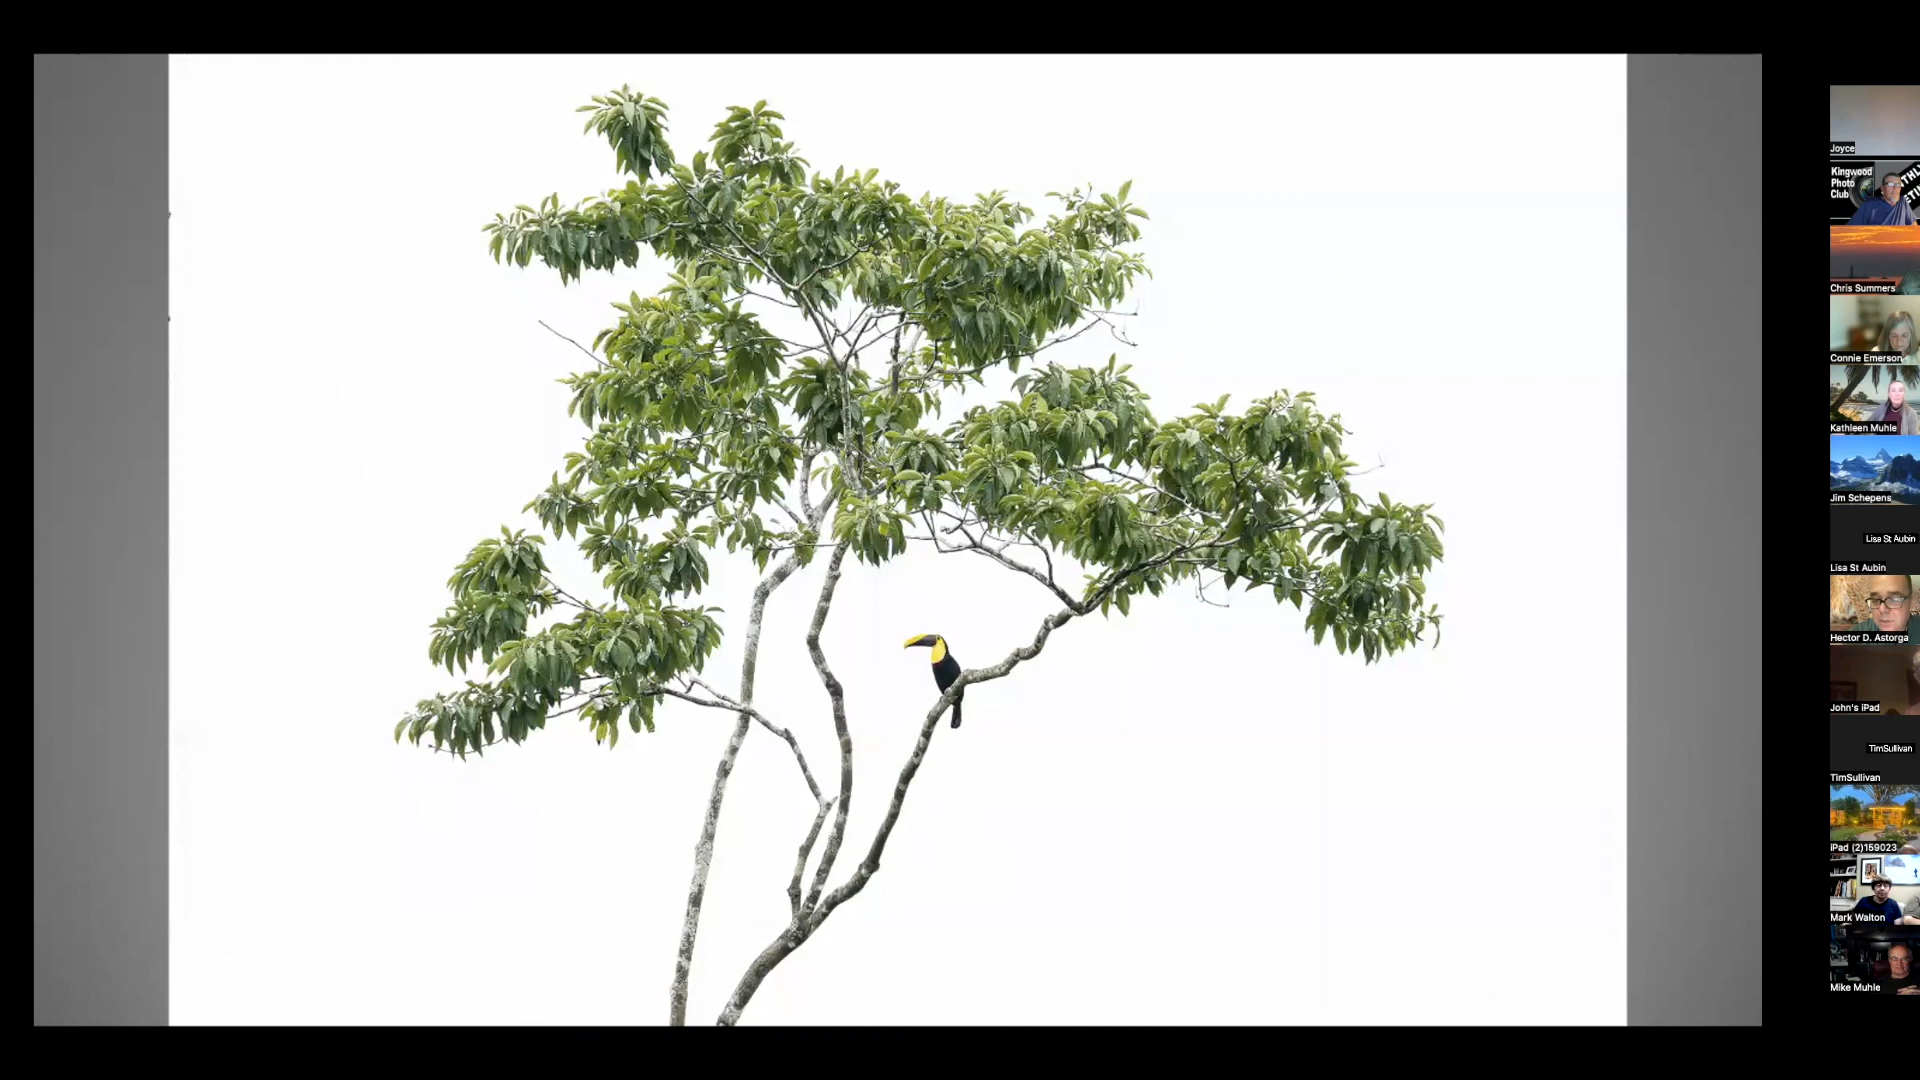 Joyce
Kingwood
Photo
Club
Chris Summers
Connie Emerson
Kathleen Muhle
Jim Schepens
Lisa St Aubin
Lisa St Aubin
Hector D. Astorga
John's iPad
TimSullivan
TimSullivan
iPad (2)159023
Mark Walton
Mike Muhle